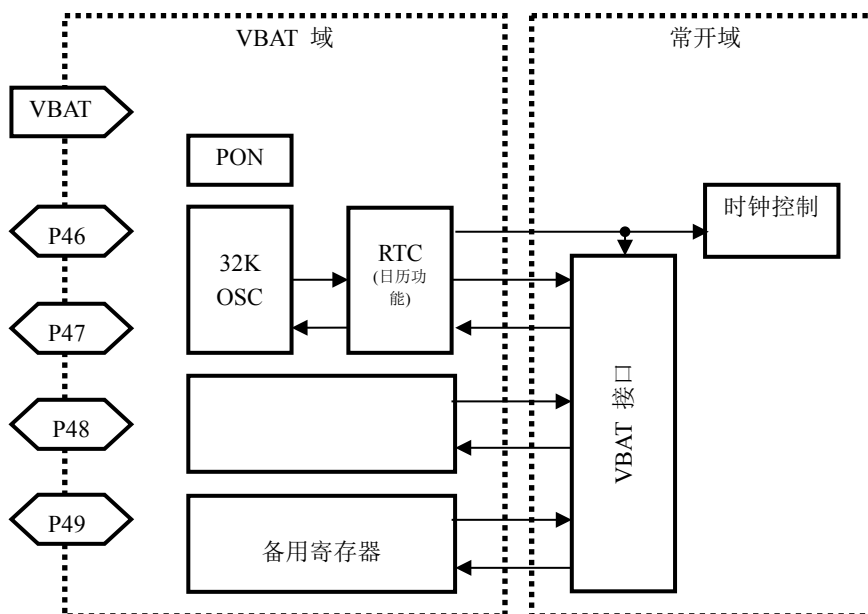 VBAT 域
常开域
VBAT
PON
P46
32K
OSC
RTC
(日历功
能)
时钟控制
P47
P48
VBAT 接口
P49
备用寄存器